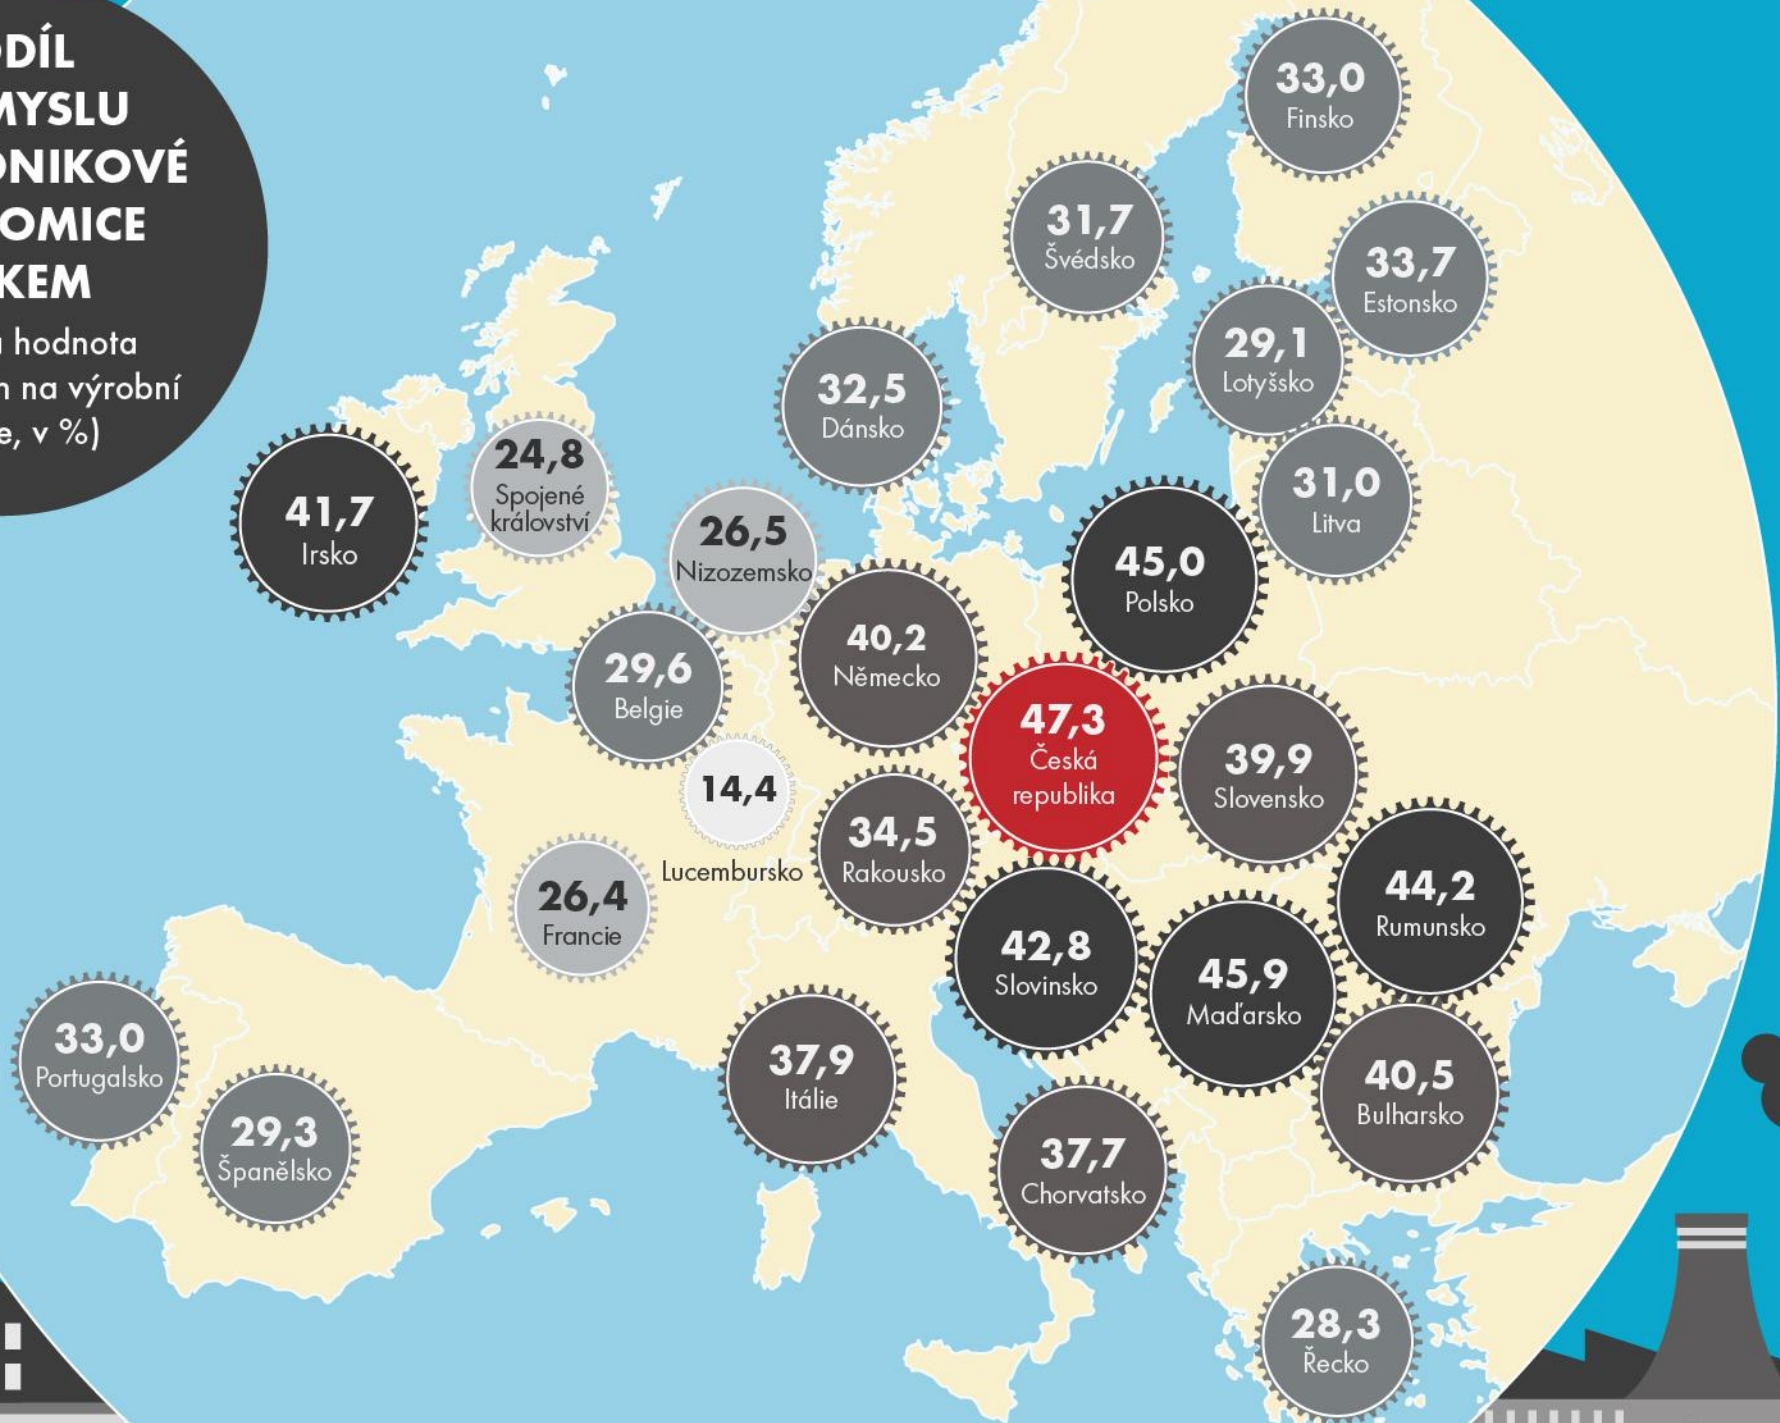 DÍL
MYSLU
ONIKOVÉ
OMICE
KEM
hodnota
na výrobní
e, v %)
33,0
Finsko
31,7
Švédsko
33,7
Estonsko
29,1
Lotyšsko
32,5
Dánsko
31,0
Litva
24,8
Spojené
království
41,7
Irsko
26,5
Nizozemsko
45,0
Polsko
40,2
Německo
29,6
Belgie
47,3
Česká
republika
39,9
Slovensko
14,4
Lucembursko
34,5
Rakousko
26,4
Francie
44,2
Rumunsko
42,8
Slovinsko
45,9
Maďarsko
33,0
Portugalsko
37,9
Itálie
40,5
Bulharsko
29,3
Španělsko
37,7
Chorvatsko
28,3
Řecko